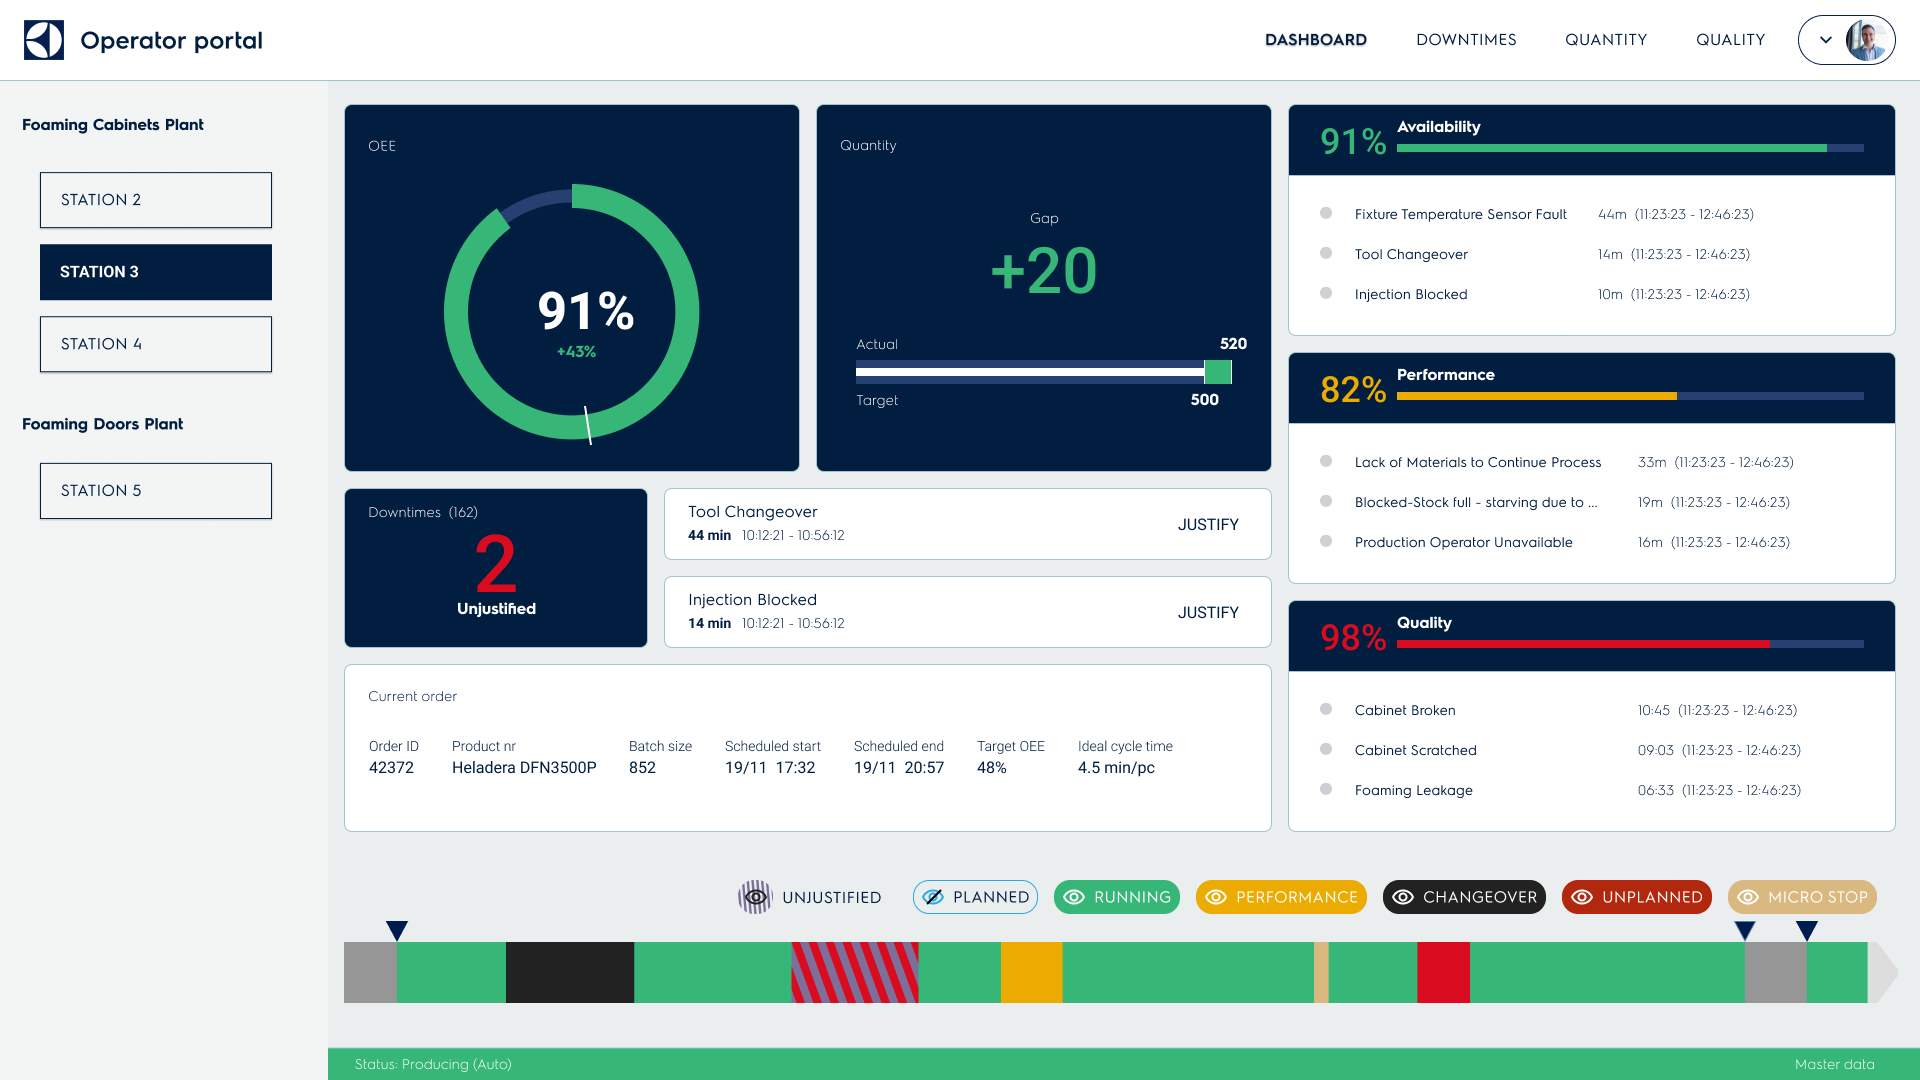 Operator portal
DASHBOARD
DOWNTIMES
QUANTITY
QUALITY
Foaming Cabinets Plant
STATION 2
STATION 3
STATION 4
Foaming Doors Plant
STATION 5
OEE
91%
+43%
Quantity
Gap
+20
Actual 520
Target 500
91% Availability
Fixture Temperature Sensor Fault 44m (11:23:23 - 12:46:23)
Tool Changeover 14m (11:23:23 - 12:46:23)
Injection Blocked 10m (11:23:23 - 12:46:23)
82% Performance
Lack of Materials to Continue Process 33m (11:23:23 - 12:46:23)
Blocked-Stock full - starving due to ... 19m (11:23:23 - 12:46:23)
Production Operator Unavailable 16m (11:23:23 - 12:46:23)
98% Quality
Cabinet Broken 10:45 (11:23:23 - 12:46:23)
Cabinet Scratched 09:03 (11:23:23 - 12:46:23)
Foaming Leakage 06:33 (11:23:23 - 12:46:23)
Downtimes (162)
2
Unjustified
Tool Changeover
44 min 10:12:21 - 10:56:12
JUSTIFY
Injection Blocked
14 min 10:12:21 - 10:56:12
JUSTIFY
Current order
Order ID Product nr Batch size Scheduled start Scheduled end Target OEE Ideal cycle time
42372 Heladera DFN3500P 852 19/11 17:32 19/11 20:57 48% 4.5 min/pc
UNJUSTIFIED PLANNED RUNNING PERFORMANCE CHANGEOVER UNPLANNED MICRO STOP
Status: Producing (Auto) Master data